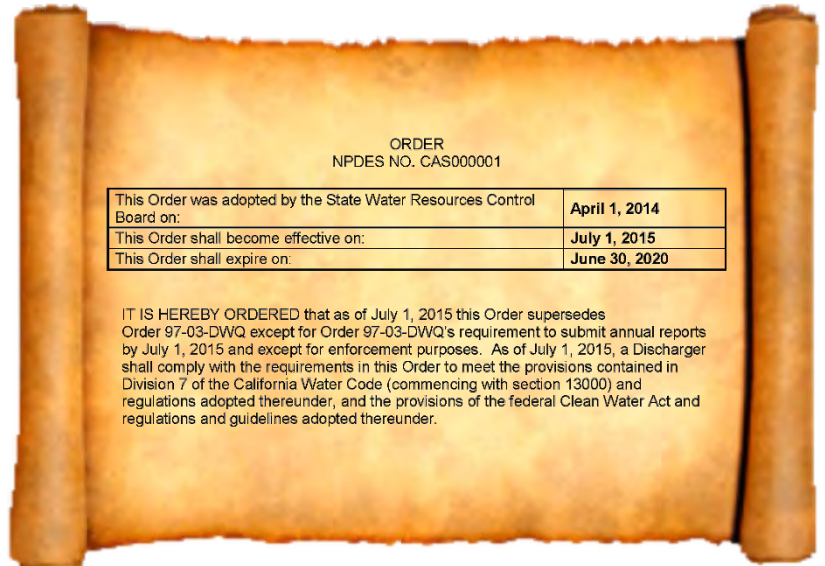 ORDER
NPDES NO. CAS000001
This Order was adopted by the State Water Resources Control
Board on:
April 1, 2014
This Order shall become effective on:
July 1, 2015
This Order shall expire on:
June 30, 2020
IT IS HEREBY ORDERED that as of July 1, 2015 this Order supersedes
Order 97-03-DWQ except for Order 97-03-DWQ's requirement to submit annual reports
by July 1, 2015 and except for enforcement purposes. As of July 1, 2015, a Discharger
shall comply with the requirements in this Order to meet the provisions contained in
Division 7 of the California Water Code (commencing with section 13000) and
regulations adopted thereunder, and the provisions of the federal Clean Water Act and
regulations and guidelines adopted thereunder.